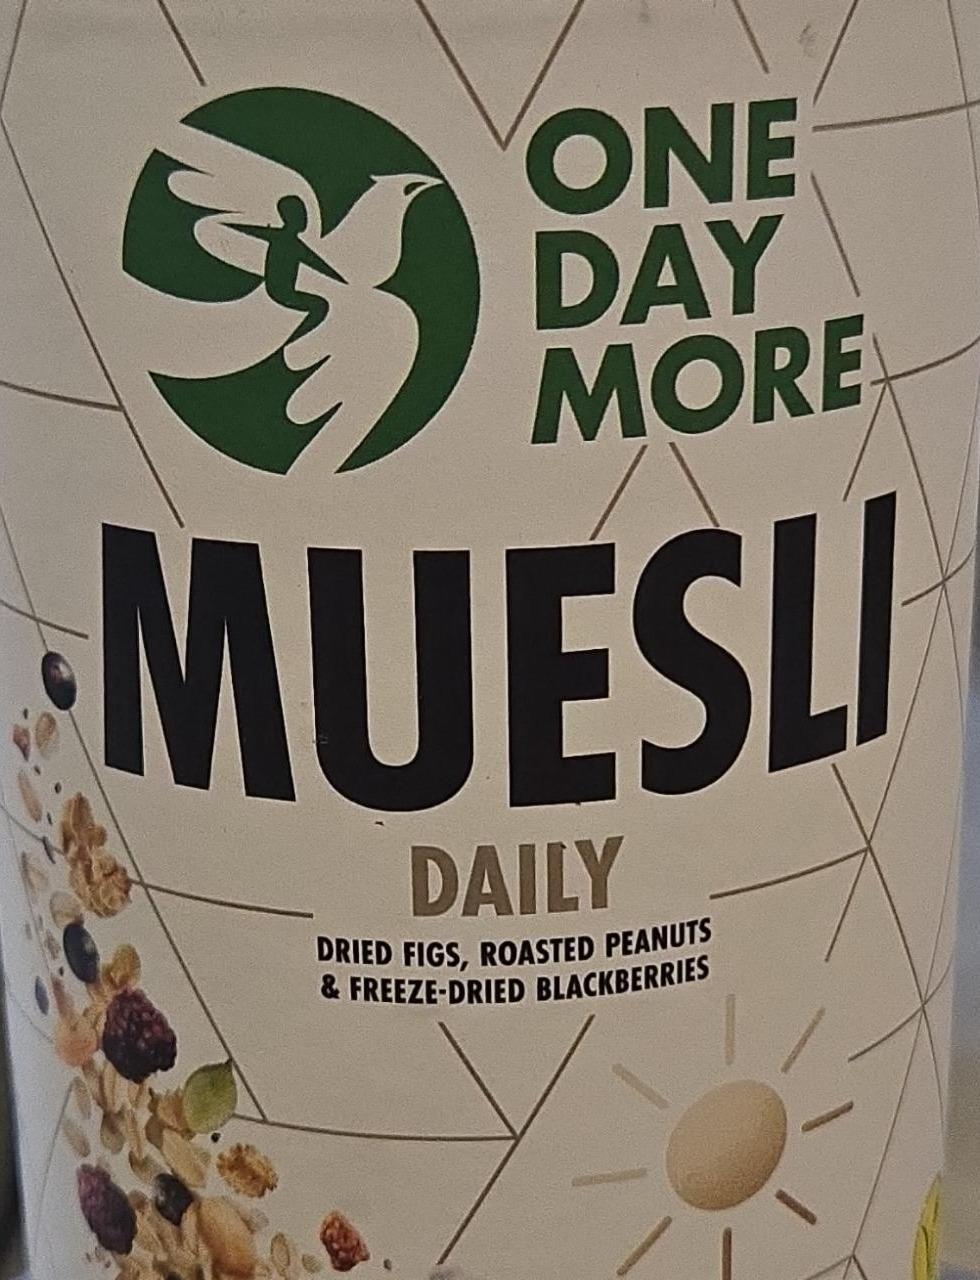 ONE
DAY
MORE
MUESLI
DAILY
DRIED FIGS, ROASTED PEANUTS
& FREEZE-DRIED BLACKBERRIES